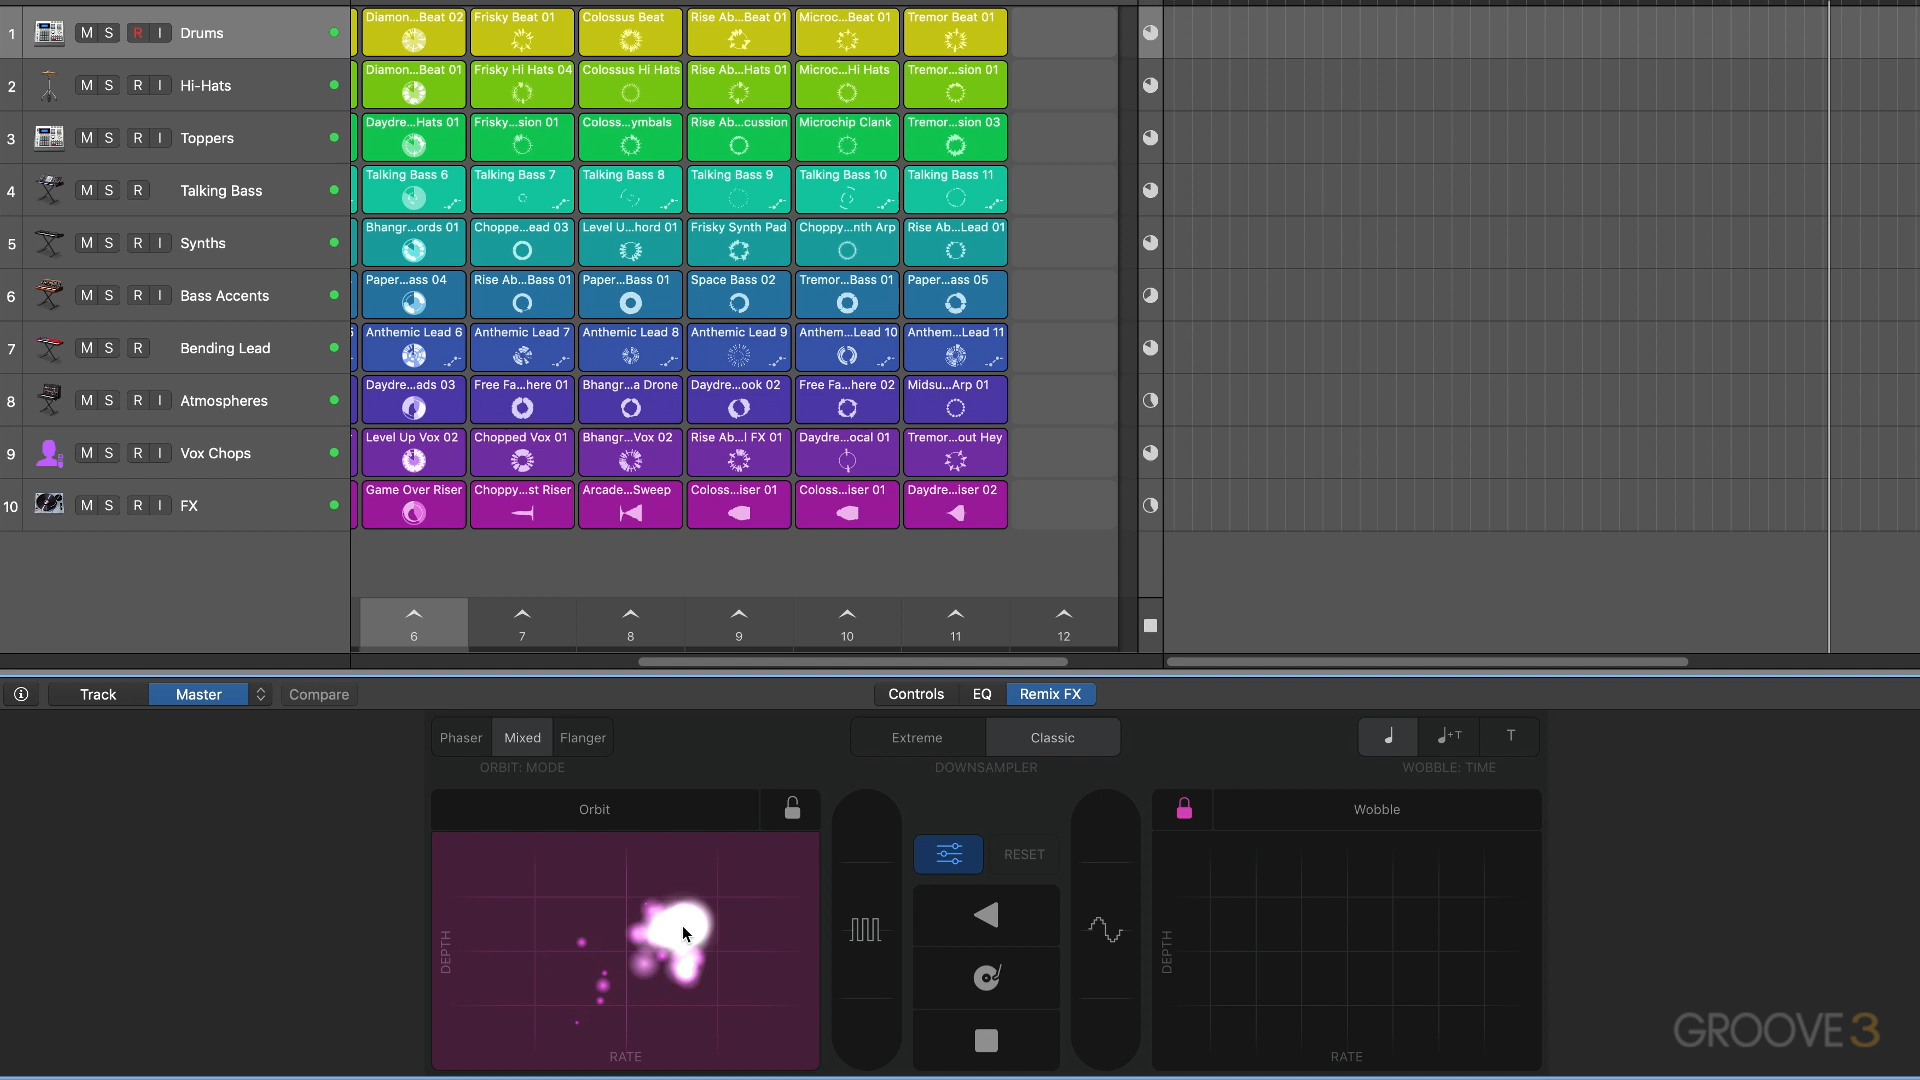 1 M S R I Drums Diamon...Beat 02 Frisky Beat 01 Colossus Beat Rise Ab...Beat 01 Microc...Beat 01 Tremor Beat 01
2 M S R I Hi-Hats Diamon...Beat 01 Frisky Hi Hats 04 Colossus Hi Hats Rise Ab...Hats 01 Microc...Hi Hats Tremor...sion 01
3 M S R I Toppers Daydre...Hats 01 Frisky...sion 01 Coloss...ymbals Rise Ab...cussion Microchip Clank Tremor...sion 03
4 M S R Talking Bass Talking Bass 6 Talking Bass 7 Talking Bass 8 Talking Bass 9 Talking Bass 10 Talking Bass 11
5 M S R I Synths Bhangr...ords 01 Choppe...ead 03 Level U...hord 01 Frisky Synth Pad Choppy...nth Arp Rise Ab...Lead 01
6 M S R I Bass Accents Paper...ass 04 Rise Ab...Bass 01 Paper...Bass 01 Space Bass 02 Tremor...Bass 01 Paper...ass 05
7 M S R Bending Lead Anthemic Lead 6 Anthemic Lead 7 Anthemic Lead 8 Anthemic Lead 9 Anthem...Lead 10 Anthem...Lead 11
8 M S R I Atmospheres Daydre...ads 03 Free Fa...here 01 Bhangr...a Drone Daydre...ook 02 Free Fa...here 02 Midsu...Arp 01
9 M S R I Vox Chops Level Up Vox 02 Chopped Vox 01 Bhangr...Vox 02 Rise Ab...l FX 01 Daydre...ocal 01 Tremor...out Hey
10 M S R I FX Game Over Riser Choppy...st Riser Arcade...Sweep Coloss...iser 01 Coloss...iser 01 Daydre...iser 02
6 7 8 9 10 11 12
Track Master Compare Controls EQ Remix FX
Phaser Mixed Flanger Extreme Classic +T T
ORBIT: MODE DOWNSAMPLER WOBBLE: TIME
Orbit Wobble
RESET
DEPTH DEPTH
RATE RATE
GROOVE 3